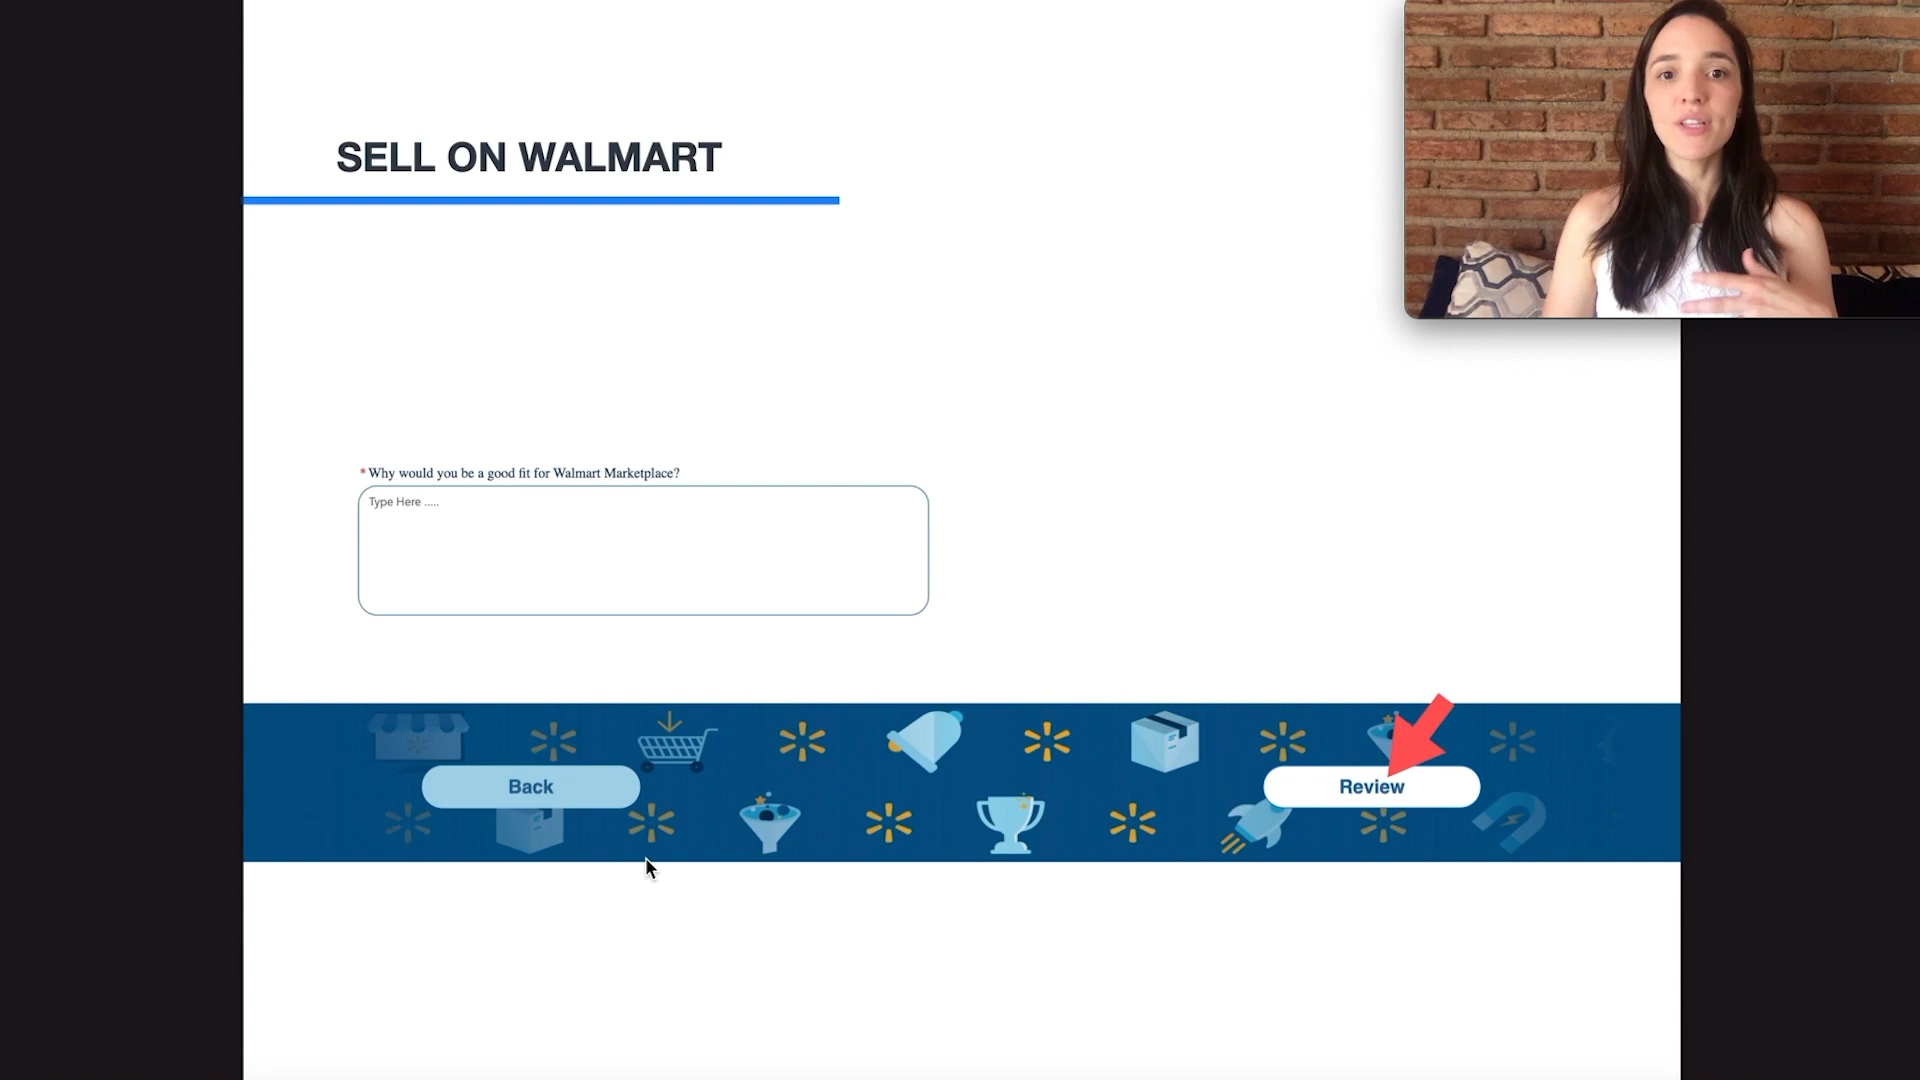 SELL ON WALMART
* Why would you be a good fit for Walmart Marketplace?
Type Here .....
Back
Review